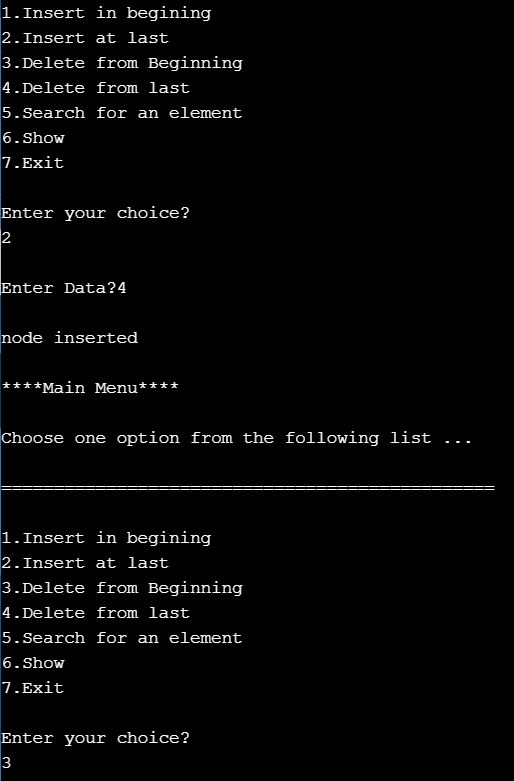 1.Insert in begining
2.Insert at last
3.Delete from Beginning
4.Delete from last
5.Search for an element
6.Show
7.Exit
Enter your choice?
2
Enter Data?4
node inserted
****Main Menu****
Choose one option from the following list ...
===============================================
1.Insert in begining
2.Insert at last
3.Delete from Beginning
4.Delete from last
5.Search for an element
6.Show
7.Exit
Enter your choice?
3